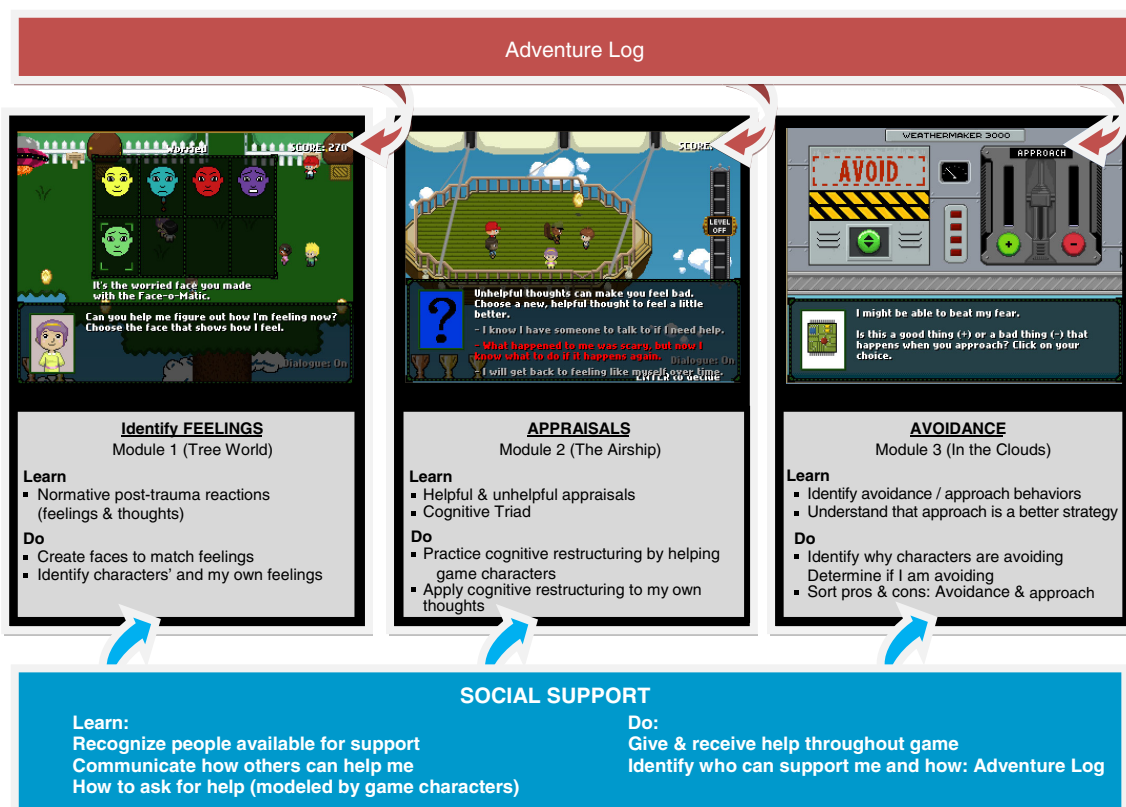 Adventure Log
Worried
SCORE: 270
It's the worried face you made
with the Face-o-Matic.
Can you help me figure out how I'm feeling now?
Choose the face that shows how I feel.
Dialogue: On
Identify FEELINGS
Module 1 (Tree World)
Learn
▪ Normative post-trauma reactions
(feelings & thoughts)
Do
▪ Create faces to match feelings
▪ Identify characters' and my own feelings
SCORE:
LEVEL
OFF
Unhelpful thoughts can make you feel bad.
Choose a new, helpful thought to feel a little
better.
- I know I have someone to talk to if I need help.
- What happened to me was scary, but now I
know what to do if it happens again.
Dialogue: On
- I will get back to feeling like myself over time.
ENTER to decide
APPRAISALS
Module 2 (The Airship)
Learn
▪ Helpful & unhelpful appraisals
▪ Cognitive Triad
Do
▪ Practice cognitive restructuring by helping
game characters
▪ Apply cognitive restructuring to my own
thoughts
WEATHERMAKER 3000
AVOID
APPROACH
I might be able to beat my fear.
Is this a good thing (+) or a bad thing (-) that
happens when you approach? Click on your
choice.
AVOIDANCE
Module 3 (In the Clouds)
Learn
▪ Identify avoidance / approach behaviors
▪ Understand that approach is a better strategy
Do
▪ Identify why characters are avoiding
Determine if I am avoiding
▪ Sort pros & cons: Avoidance & approach
SOCIAL SUPPORT
Learn:
Recognize people available for support
Communicate how others can help me
How to ask for help (modeled by game characters)
Do:
Give & receive help throughout game
Identify who can support me and how: Adventure Log